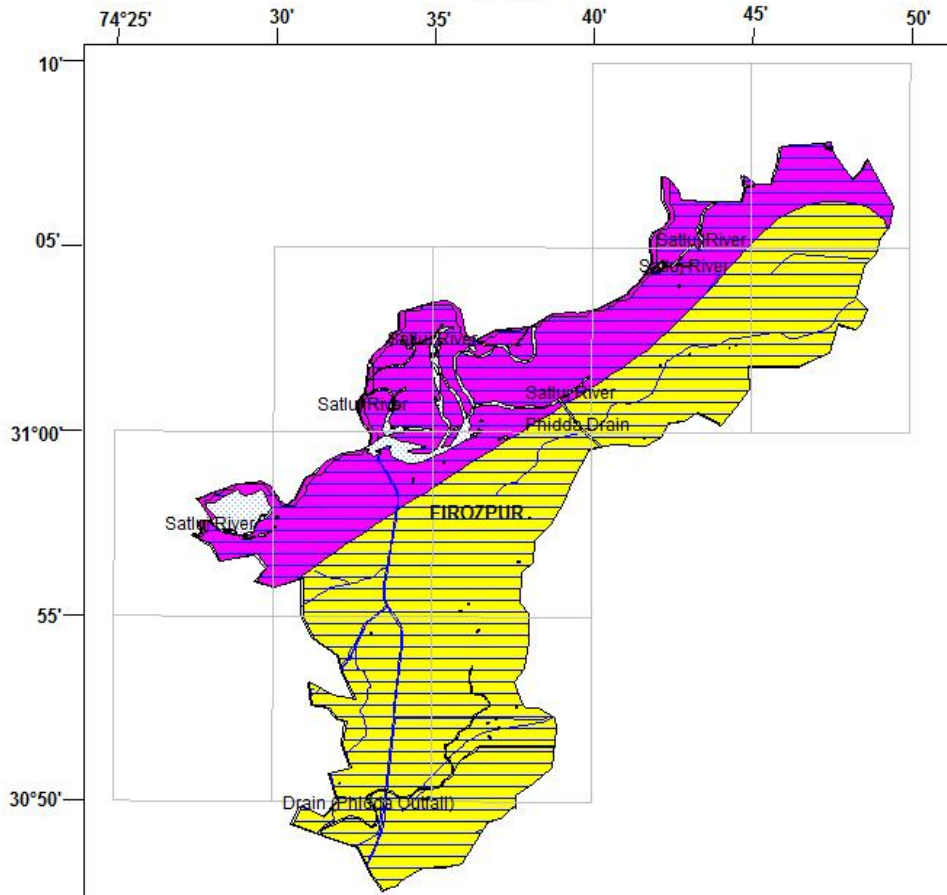 74°25'
30'
35'
40'
45'
50'
10'
05'
Satluj River
Satluj River
Satluj River
Satluj River
Satluj River
31°00'
Phidda Drain
FIROZPUR
Satluj River
55'
30°50'
Drain (Phidda Outfall)